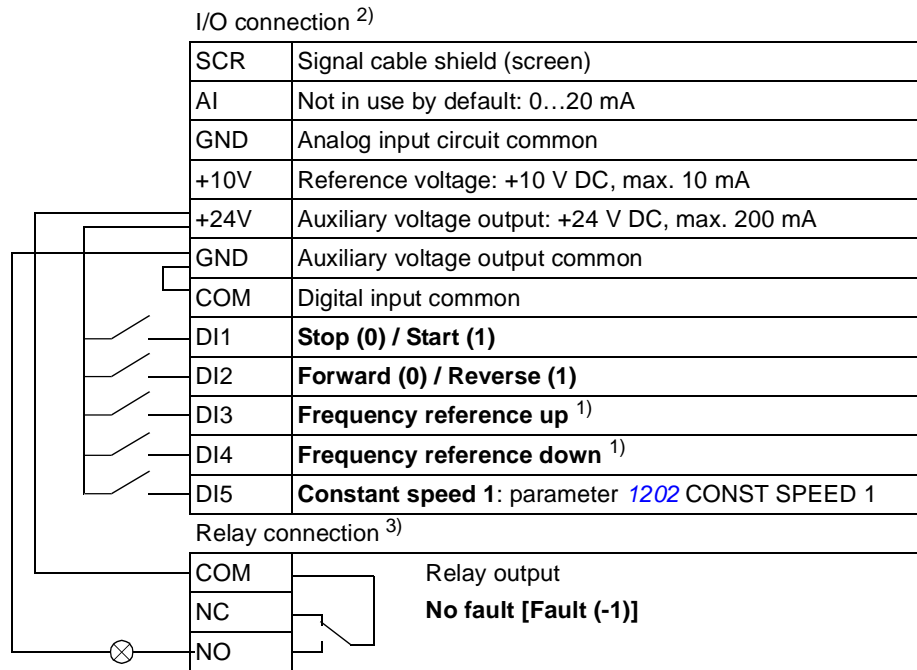 I/O connection 2)
SCR Signal cable shield (screen)
AI Not in use by default: 0…20 mA
GND Analog input circuit common
+10V Reference voltage: +10 V DC, max. 10 mA
+24V Auxiliary voltage output: +24 V DC, max. 200 mA
GND Auxiliary voltage output common
COM Digital input common
DI1 Stop (0) / Start (1)
DI2 Forward (0) / Reverse (1)
DI3 Frequency reference up 1)
DI4 Frequency reference down 1)
DI5 Constant speed 1: parameter 1202 CONST SPEED 1
Relay connection 3)
COM Relay output
NC No fault [Fault (-1)]
NO